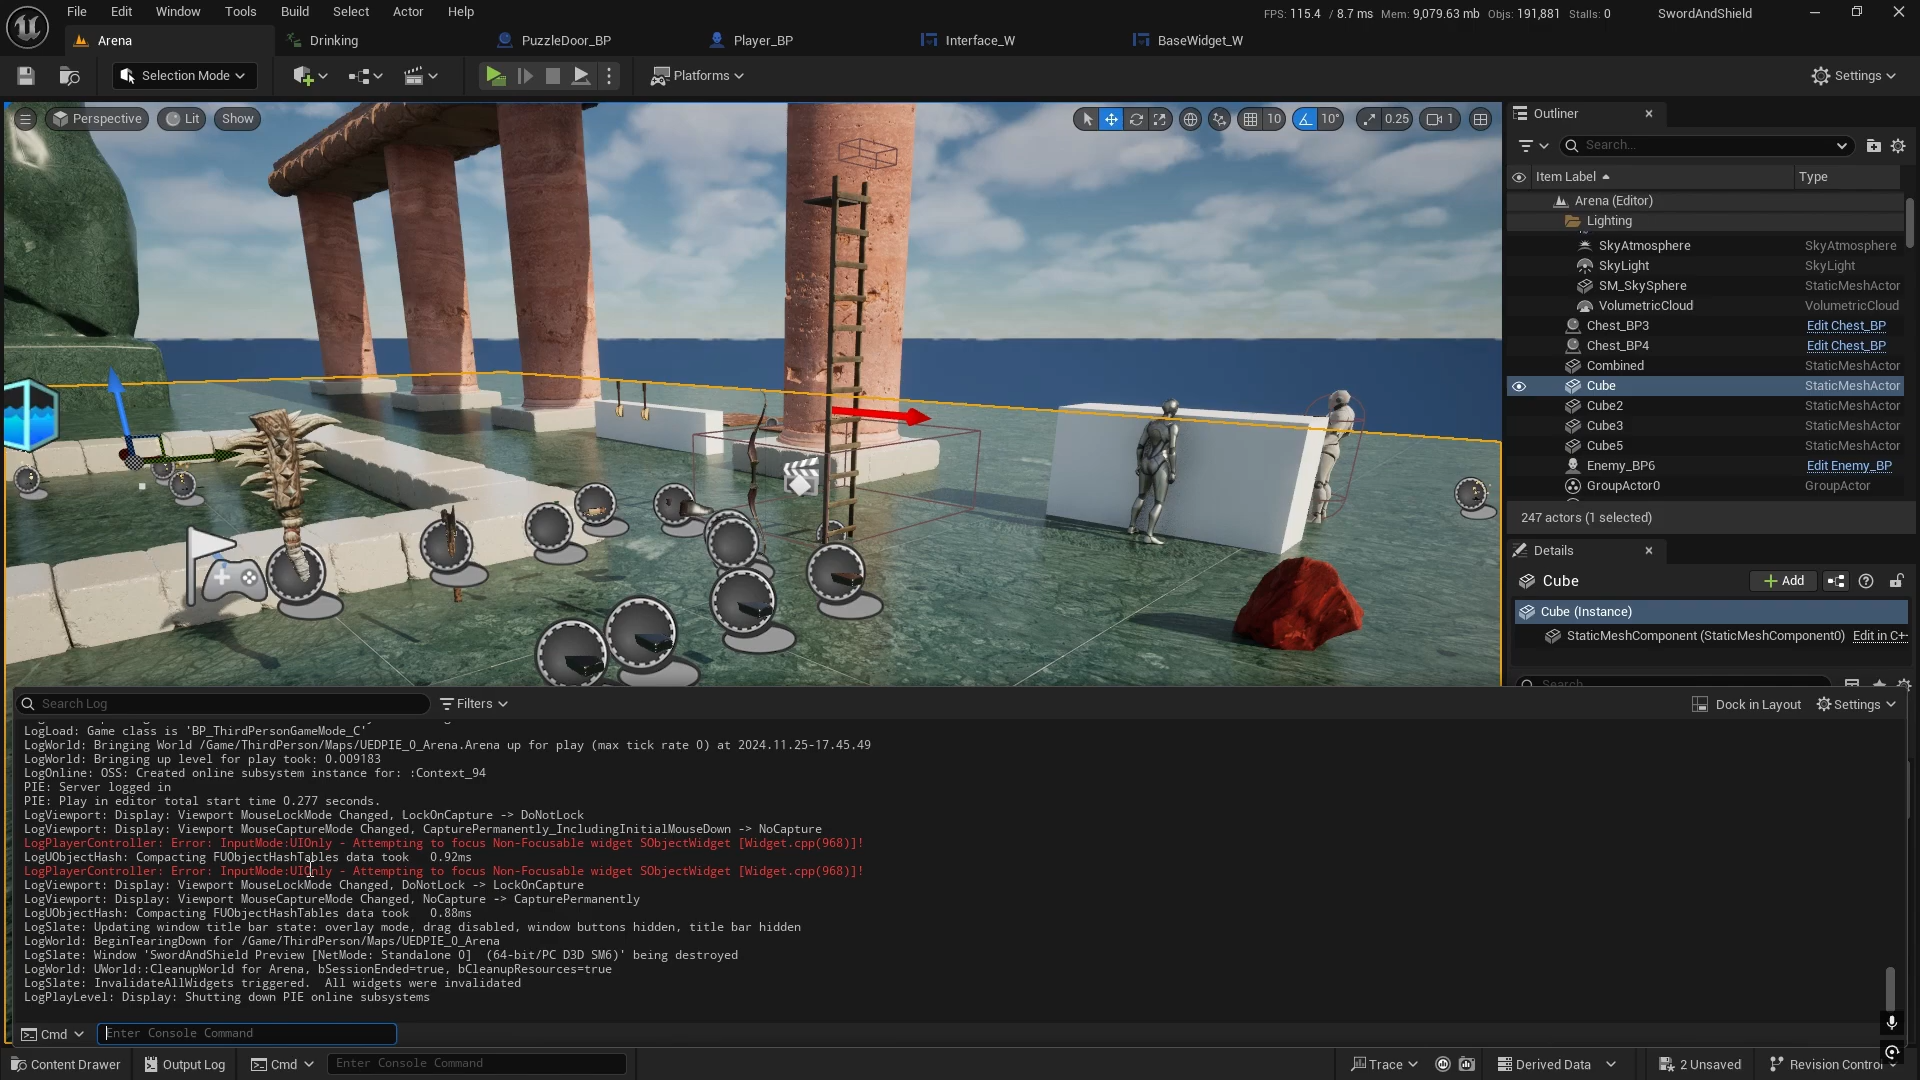 File Edit Window Tools Build Select Actor Help
FPS: 115.4 / 8.7 ms Mem: 9,079.63 mb Objs: 191,881 Stalls: 0 SwordAndShield
Arena Drinking PuzzleDoor_BP Player_BP Interface_W BaseWidget_W
Selection Mode Platforms Settings
Perspective Lit Show 10 10° 0.25 1
Outliner
Search...
Item Label Type
Arena (Editor)
Lighting
SkyAtmosphere SkyAtmosphere
SkyLight SkyLight
SM_SkySphere StaticMeshActor
VolumetricCloud VolumetricCloud
Chest_BP3 Edit Chest_BP
Chest_BP4 Edit Chest_BP
Combined StaticMeshActor
Cube StaticMeshActor
Cube2 StaticMeshActor
Cube3 StaticMeshActor
Cube5 StaticMeshActor
Enemy_BP6 Edit Enemy_BP
GroupActor0 GroupActor
247 actors (1 selected)
Details
Cube Add
Cube (Instance)
StaticMeshComponent (StaticMeshComponent0) Edit in C+
Search
Search Log Filters Dock in Layout Settings
LogLoad: Game class is 'BP_ThirdPersonGameMode_C'
LogWorld: Bringing World /Game/ThirdPerson/Maps/UEDPIE_0_Arena.Arena up for play (max tick rate 0) at 2024.11.25-17.45.49
LogWorld: Bringing up level for play took: 0.009183
LogOnline: OSS: Created online subsystem instance for: :Context_94
PIE: Server logged in
PIE: Play in editor total start time 0.277 seconds.
LogViewport: Display: Viewport MouseLockMode Changed, LockOnCapture -> DoNotLock
LogViewport: Display: Viewport MouseCaptureMode Changed, CapturePermanently_IncludingInitialMouseDown -> NoCapture
LogPlayerController: Error: InputMode:UIOnly - Attempting to focus Non-Focusable widget SObjectWidget [Widget.cpp(968)]!
LogUObjectHash: Compacting FUObjectHashTables data took 0.92ms
LogPlayerController: Error: InputMode:UIOnly - Attempting to focus Non-Focusable widget SObjectWidget [Widget.cpp(968)]!
LogViewport: Display: Viewport MouseLockMode Changed, DoNotLock -> LockOnCapture
LogViewport: Display: Viewport MouseCaptureMode Changed, NoCapture -> CapturePermanently
LogUObjectHash: Compacting FUObjectHashTables data took 0.88ms
LogSlate: Updating window title bar state: overlay mode, drag disabled, window buttons hidden, title bar hidden
LogWorld: BeginTearingDown for /Game/ThirdPerson/Maps/UEDPIE_0_Arena
LogSlate: Window 'SwordAndShield Preview [NetMode: Standalone 0] (64-bit/PC D3D SM6)' being destroyed
LogWorld: UWorld::CleanupWorld for Arena, bSessionEnded=true, bCleanupResources=true
LogSlate: InvalidateAllWidgets triggered. All widgets were invalidated
LogPlayLevel: Display: Shutting down PIE online subsystems
Cmd Enter Console Command
Content Drawer Output Log Cmd Enter Console Command Trace Derived Data 2 Unsaved Revision Control